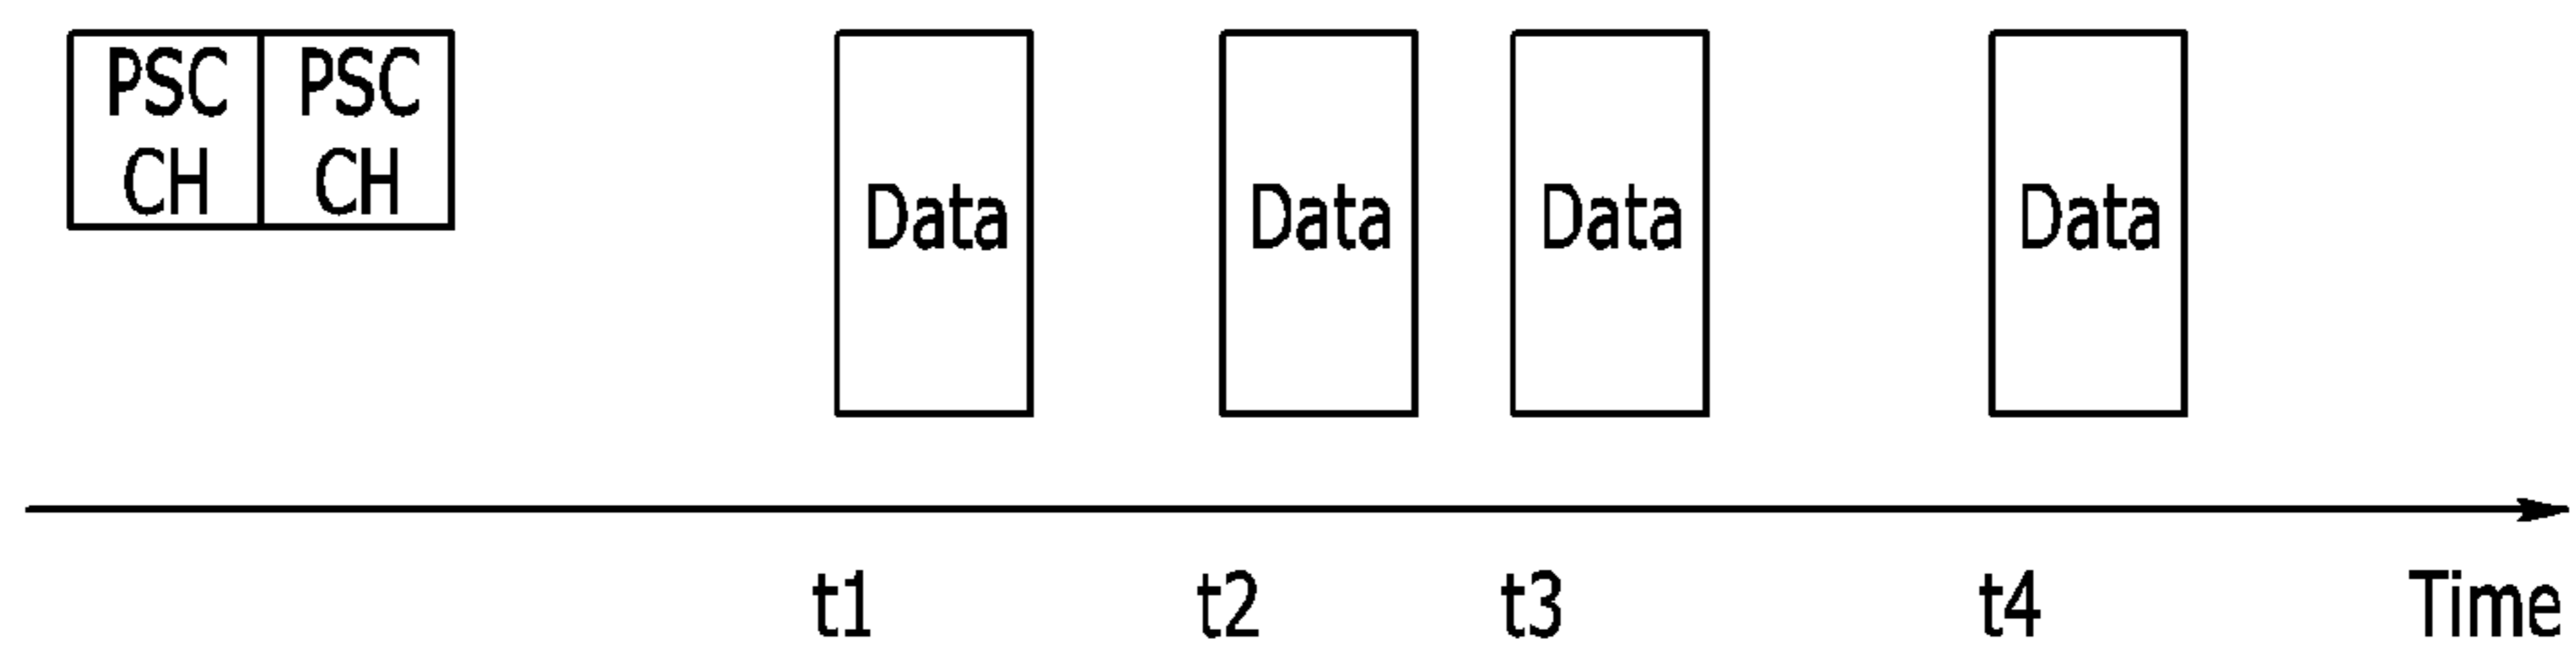 PSC PSC
CH CH
Data Data Data Data
t1 t2 t3 t4 Time